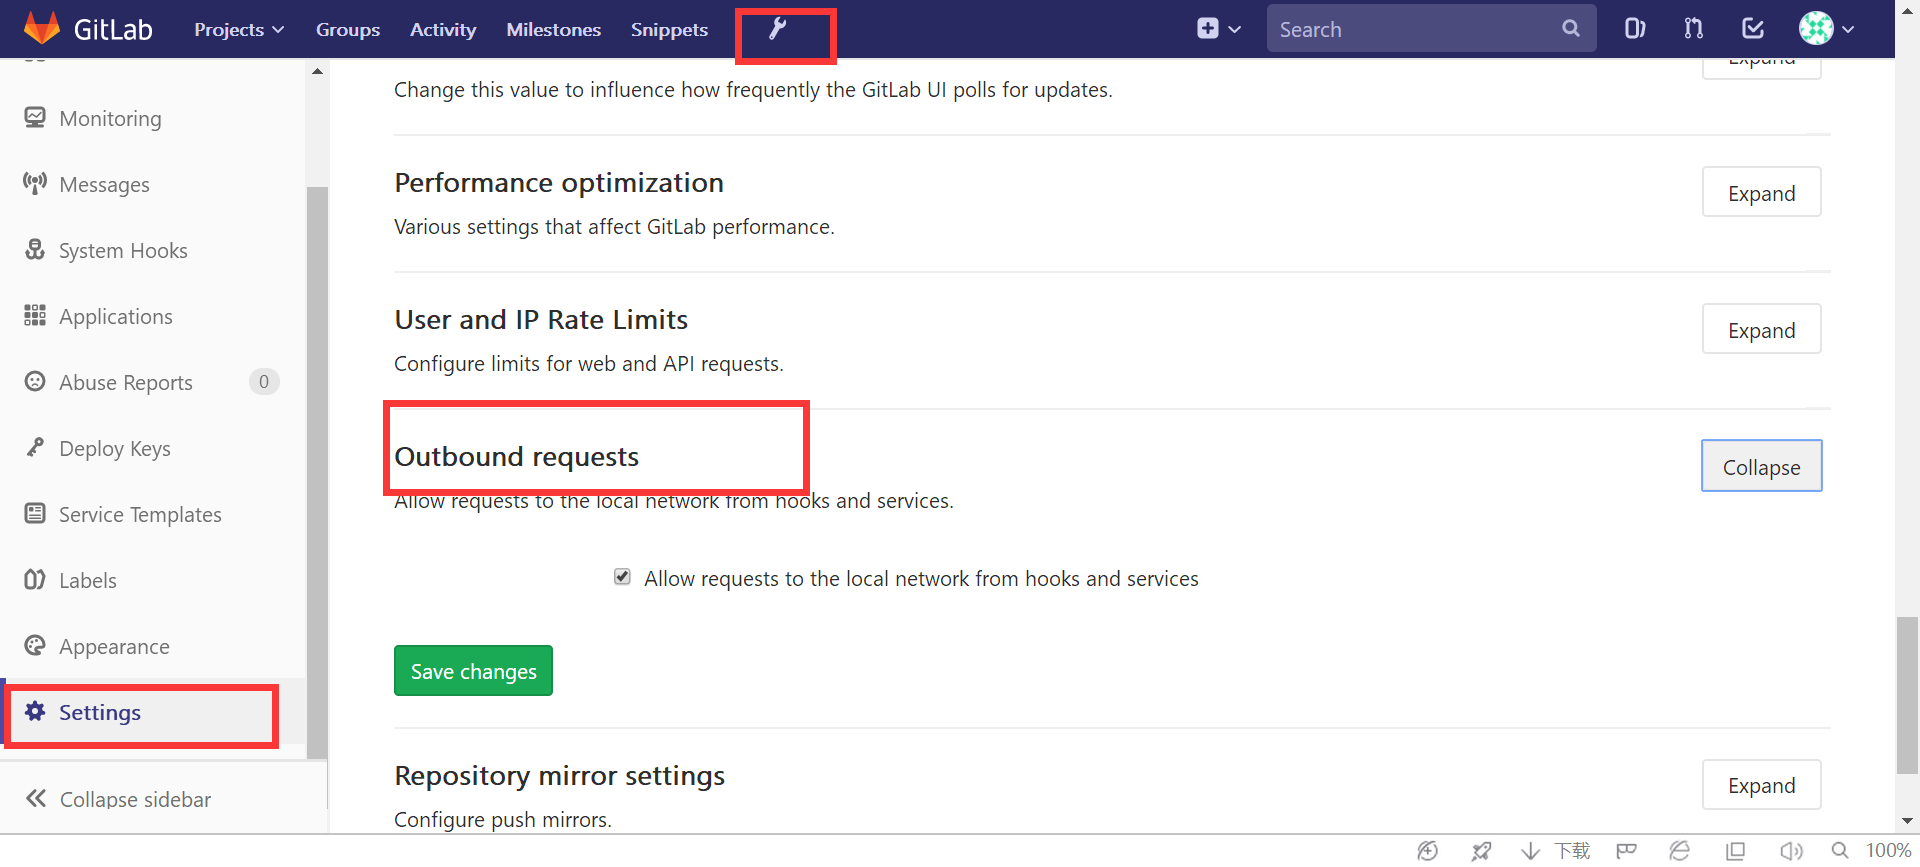 GitLab
Projects
Groups
Activity
Milestones
Snippets
Search
Monitoring
Messages
System Hooks
Applications
Abuse Reports
0
Deploy Keys
Service Templates
Labels
Appearance
Settings
Collapse sidebar
Expand
Change this value to influence how frequently the GitLab UI polls for updates.
Performance optimization
Expand
Various settings that affect GitLab performance.
User and IP Rate Limits
Expand
Configure limits for web and API requests.
Outbound requests
Collapse
Allow requests to the local network from hooks and services.
Allow requests to the local network from hooks and services
Save changes
Repository mirror settings
Expand
Configure push mirrors.
下载
100%